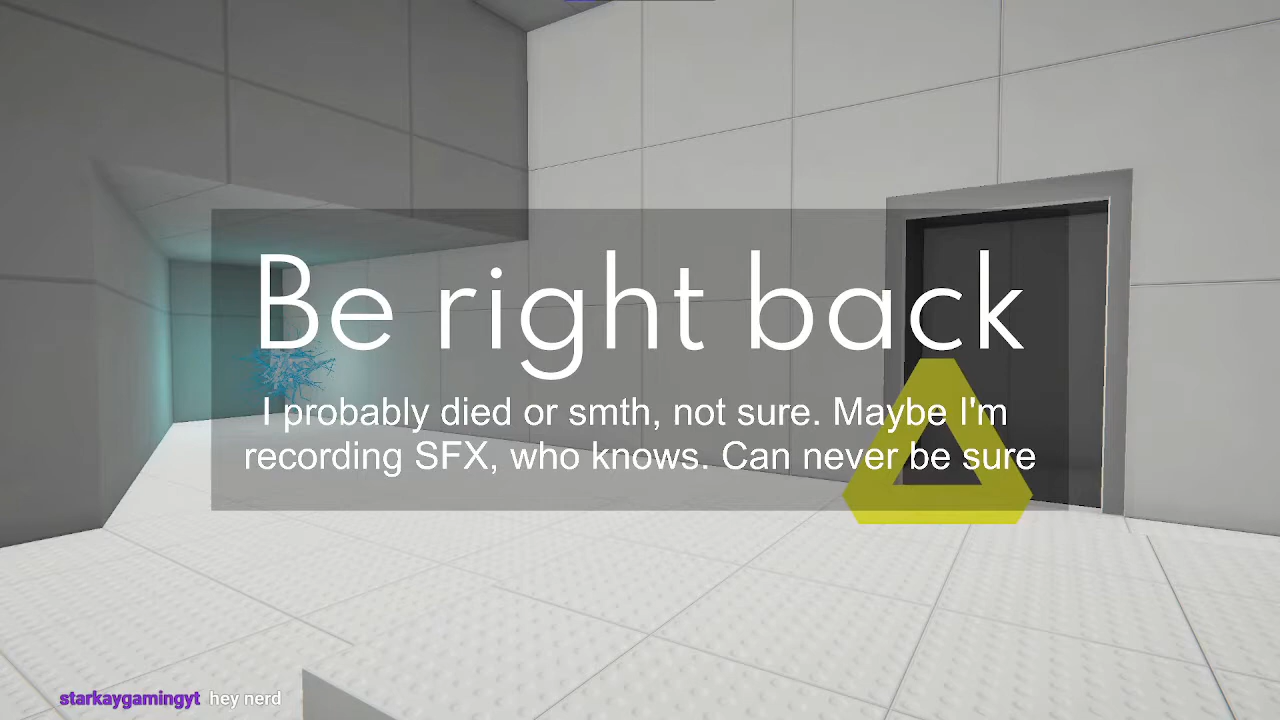 Be right back
I probably died or smth, not sure. Maybe I'm
recording SFX, who knows. Can never be sure
starkaygamingyt hey nerd